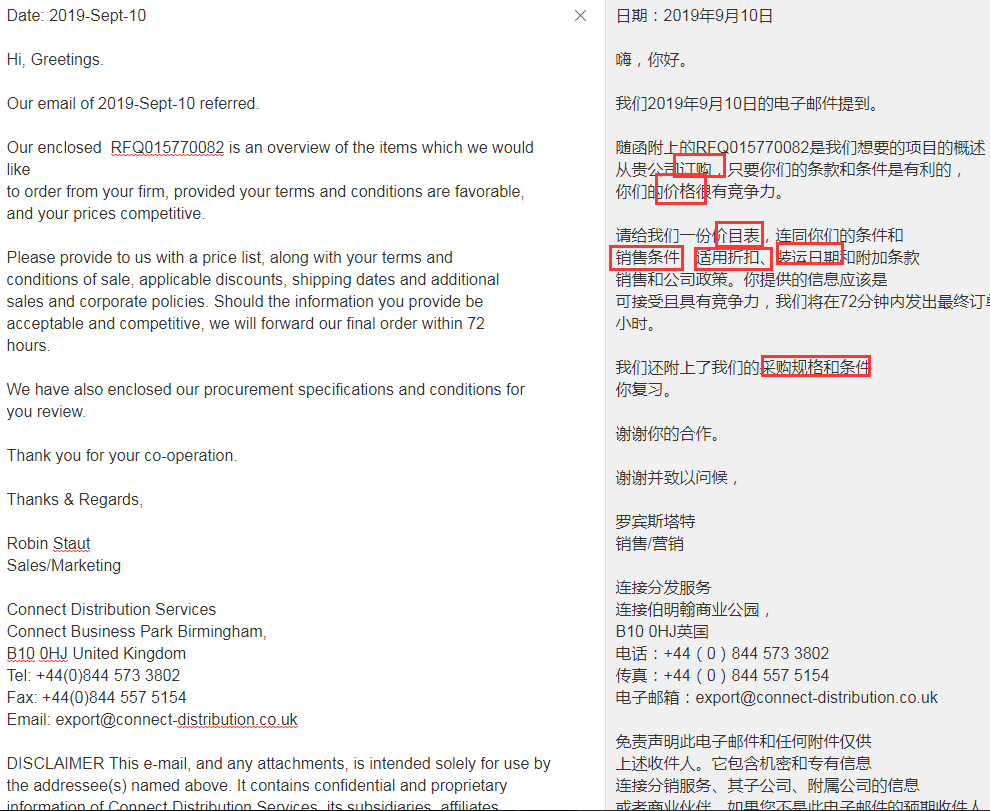 Date: 2019-Sept-10
Hi, Greetings.
Our email of 2019-Sept-10 referred.
Our enclosed RFQ015770082 is an overview of the items which we would
like
to order from your firm, provided your terms and conditions are favorable,
and your prices competitive.
Please provide to us with a price list, along with your terms and
conditions of sale, applicable discounts, shipping dates and additional
sales and corporate policies. Should the information you provide be
acceptable and competitive, we will forward our final order within 72
hours.
We have also enclosed our procurement specifications and conditions for
you review.
Thank you for your co-operation.
Thanks & Regards,
Robin Staut
Sales/Marketing
Connect Distribution Services
Connect Business Park Birmingham,
B10 0HJ United Kingdom
Tel: +44(0)844 573 3802
Fax: +44(0)844 557 5154
Email: export@connect-distribution.co.uk
DISCLAIMER This e-mail, and any attachments, is intended solely for use by
the addressee(s) named above. It contains confidential and proprietary
information of Connect Distribution Services, its subsidiaries, affiliates
日期：2019年9月10日
嗨，你好。
我们2019年9月10日的电子邮件提到。
随函附上的RFQ015770082是我们想要的项目的概述
从贵公司订购，只要你们的条款和条件是有利的，
你们的价格很有竞争力。
请给我们一份价目表，连同你们的条件和
销售条件、适用折扣、装运日期和附加条款
销售和公司政策。你提供的信息应该是
可接受且具有竞争力，我们将在72分钟内发出最终订单
小时。
我们还附上了我们的采购规格和条件
你复习。
谢谢你的合作。
谢谢并致以问候，
罗宾斯塔特
销售/营销
连接分发服务
连接伯明翰商业公园，
B10 0HJ英国
电话：+44（0）844 573 3802
传真：+44（0）844 557 5154
电子邮箱：export@connect-distribution.co.uk
免责声明此电子邮件和任何附件仅供
上述收件人。它包含机密和专有信息
连接分销服务、其子公司、附属公司的信息
或者商业伙伴。如果您不是此电子邮件的预期收件人